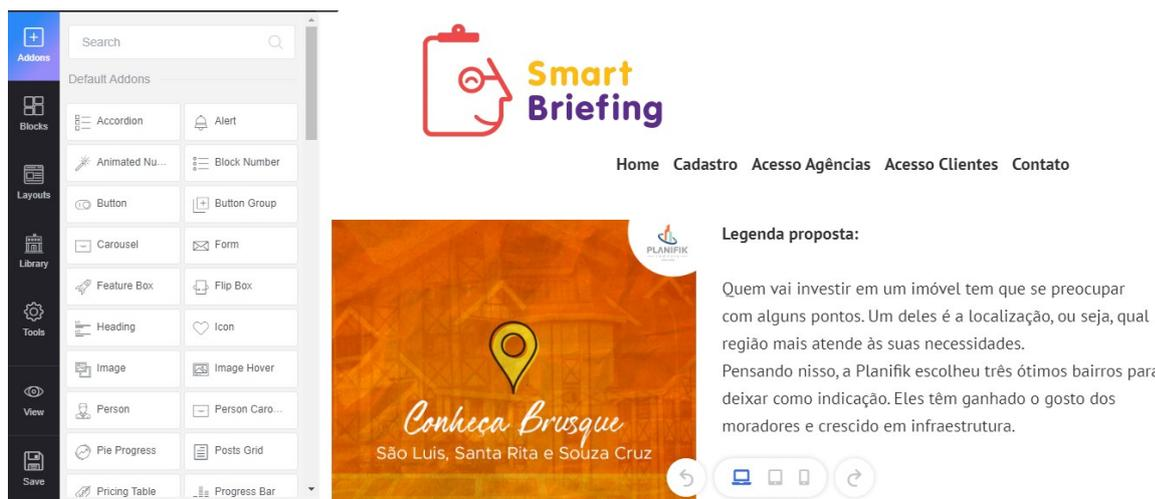 Addons
Blocks
Layouts
Library
Tools
View
Save
Search
Default Addons
Accordion
Alert
Animated Nu...
Block Number
Button
Button Group
Carousel
Form
Feature Box
Flip Box
Heading
Icon
Image
Image Hover
Person
Person Caro...
Pie Progress
Posts Grid
Pricing Table
Progress Bar
Smart
Briefing
Home Cadastro Acesso Agências Acesso Clientes Contato
PLANIFIK
Conheça Brusque
São Luis, Santa Rita e Souza Cruz
Legenda proposta:
Quem vai investir em um imóvel tem que se preocupar
com alguns pontos. Um deles é a localização, ou seja, qual
região mais atende às suas necessidades.
Pensando nisso, a Planifik escolheu três ótimos bairros para
deixar como indicação. Eles têm ganhado o gosto dos
moradores e crescido em infraestrutura.